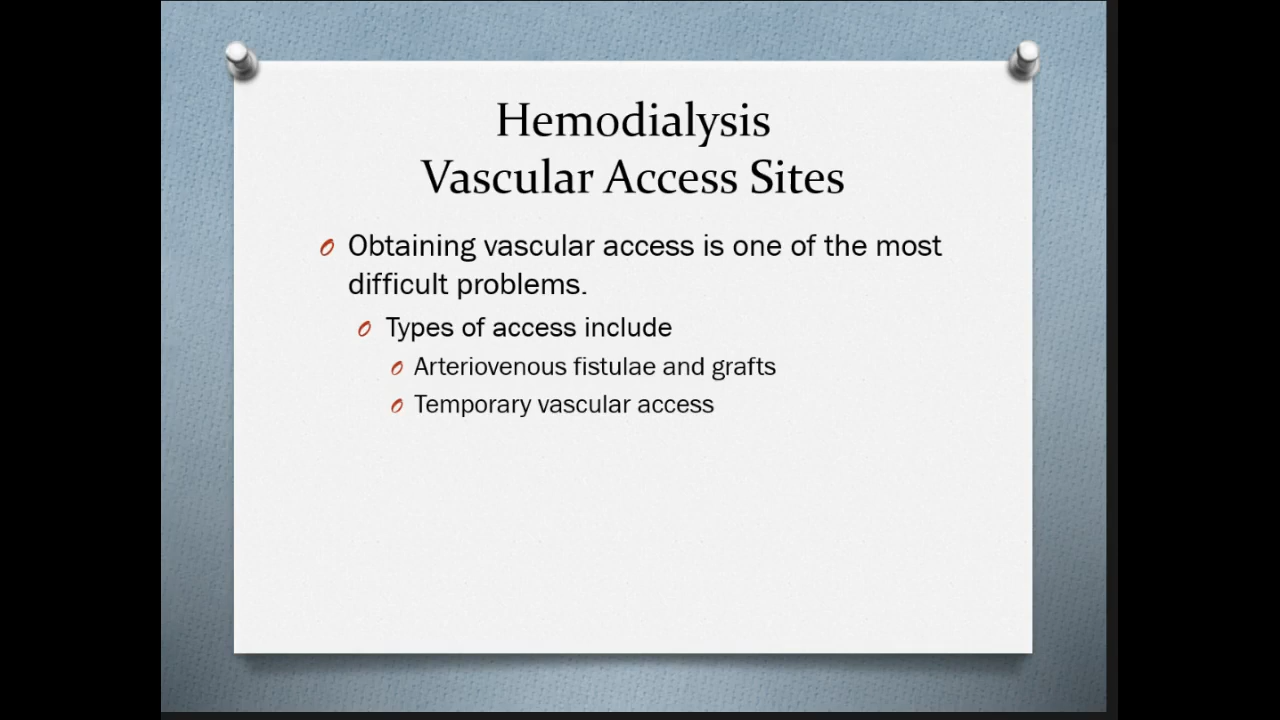 Hemodialysis
Vascular Access Sites
Obtaining vascular access is one of the most
difficult problems.
Types of access include
Arteriovenous fistulae and grafts
Temporary vascular access